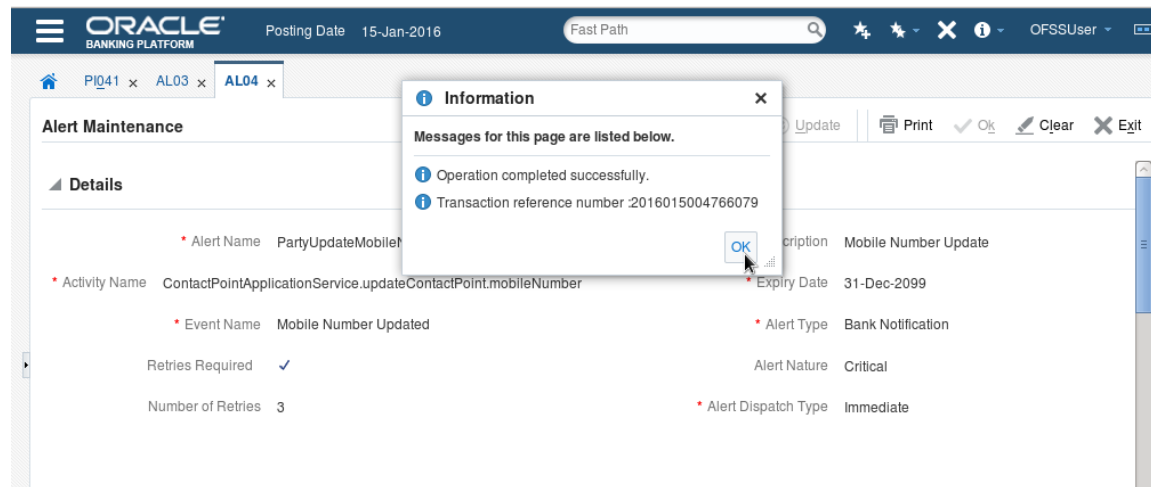 ORACLE
BANKING PLATFORM
Posting Date 15-Jan-2016
Fast Path
OFSSUser
PI041 x AL03 x AL04 x
Alert Maintenance
Update Print Ok Clear Exit
Information
Messages for this page are listed below.
Operation completed successfully.
Transaction reference number :2016015004766079
OK
Details
* Alert Name
Mobile Number Update
* Activity Name ContactPointApplicationService.updateContactPoint.mobileNumber * Expiry Date 31-Dec-2099
* Event Name Mobile Number Updated * Alert Type Bank Notification
Retries Required ✓ Alert Nature Critical
Number of Retries 3 * Alert Dispatch Type Immediate